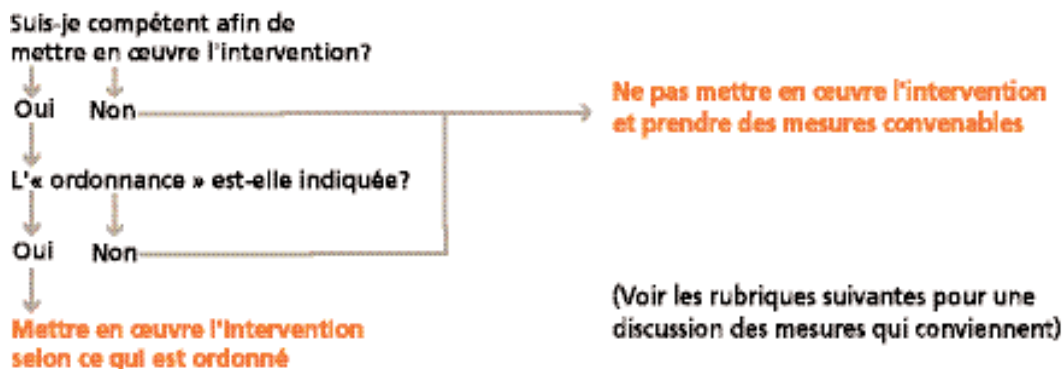 Suis-je compétent afin de
mettre en œuvre l'intervention?
Oui Non
Ne pas mettre en œuvre l'intervention
et prendre des mesures convenables
L'« ordonnance » est-elle indiquée?
Oui Non
(Voir les rubriques suivantes pour une
discussion des mesures qui conviennent)
Mettre en œuvre l'intervention
selon ce qui est ordonné